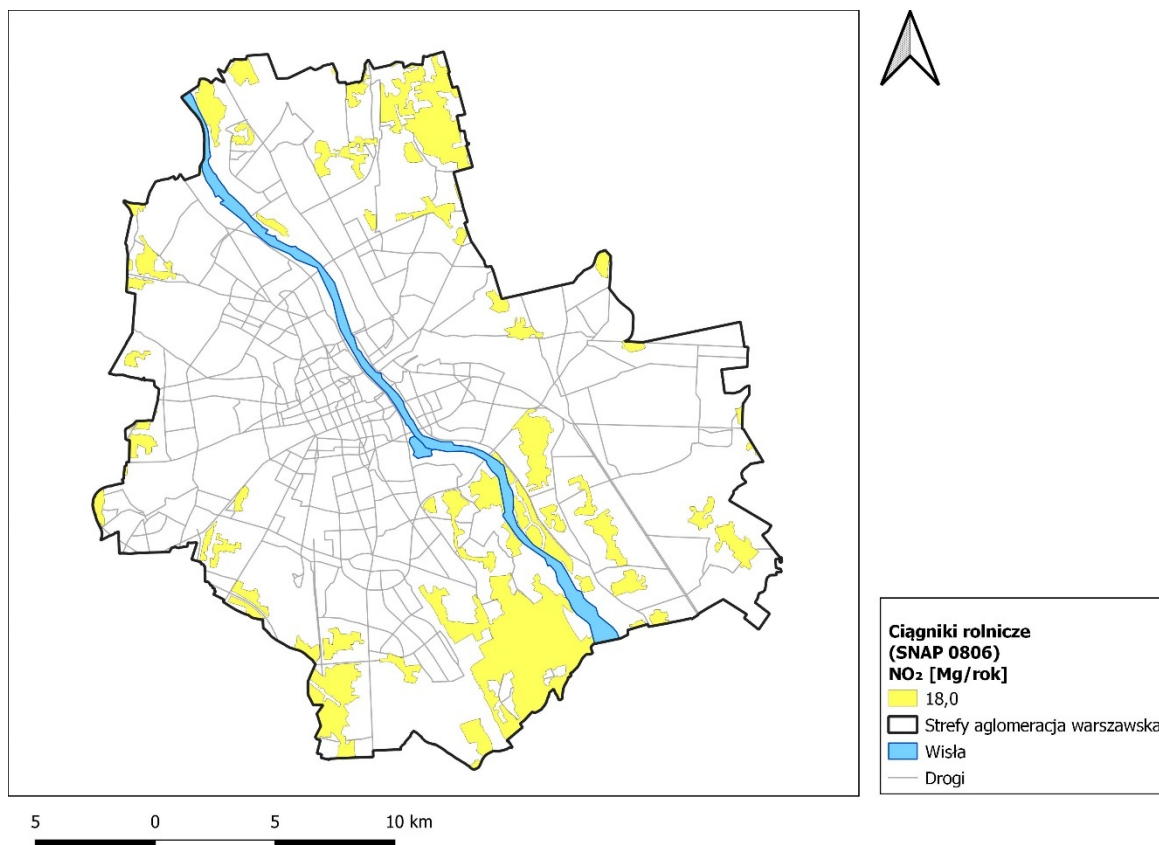 Ciągniki rolnicze
(SNAP 0806)
NO₂ [Mg/rok]
18,0
Strefy aglomeracja warszawska
Wisła
Drogi
5 0 5 10 km